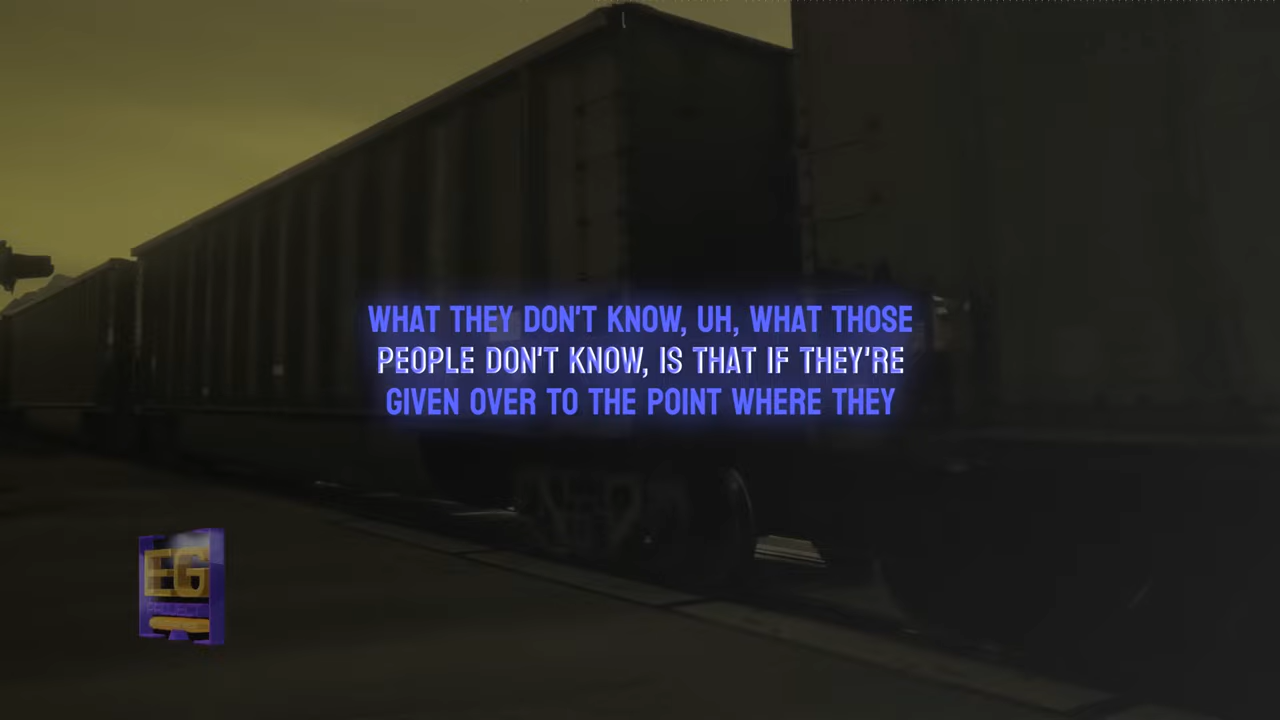 WHAT THEY DON'T KNOW, UH, WHAT THOSE
PEOPLE DON'T KNOW, IS THAT IF THEY'RE
GIVEN OVER TO THE POINT WHERE THEY
EG
PROJECT